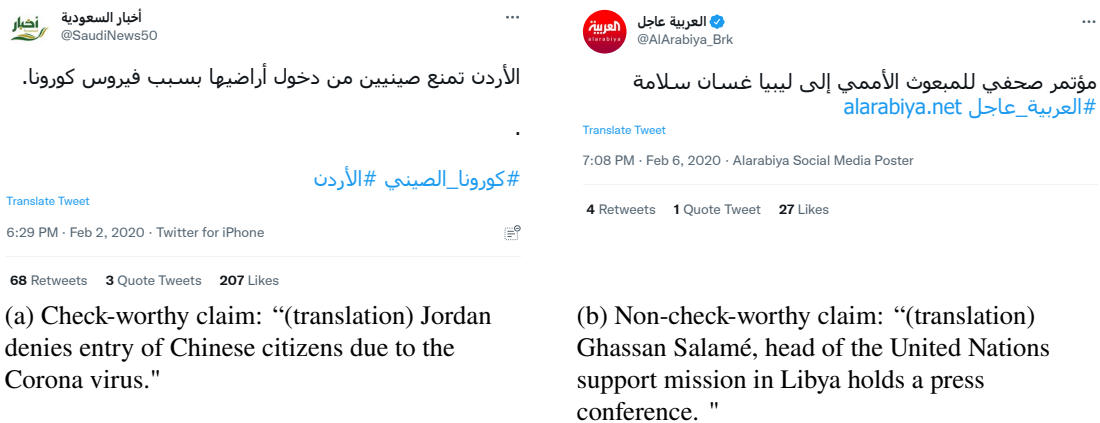 أخبار السعودية
@SaudiNews50
الأردن تمنع صينيين من دخول أراضيها بسبب فيروس كورونا.
.
#كورونا_الصيني #الأردن
Translate Tweet
6:29 PM · Feb 2, 2020 · Twitter for iPhone
68 Retweets 3 Quote Tweets 207 Likes
(a) Check-worthy claim: “(translation) Jordan
denies entry of Chinese citizens due to the
Corona virus."
العربية عاجل
@AlArabiya_Brk
العربية
alarabiya
مؤتمر صحفي للمبعوث الأممي إلى ليبيا غسان سلامة
#العربية_عاجل alarabiya.net
Translate Tweet
7:08 PM · Feb 6, 2020 · Alarabiya Social Media Poster
4 Retweets 1 Quote Tweet 27 Likes
(b) Non-check-worthy claim: “(translation)
Ghassan Salamé, head of the United Nations
support mission in Libya holds a press
conference. "